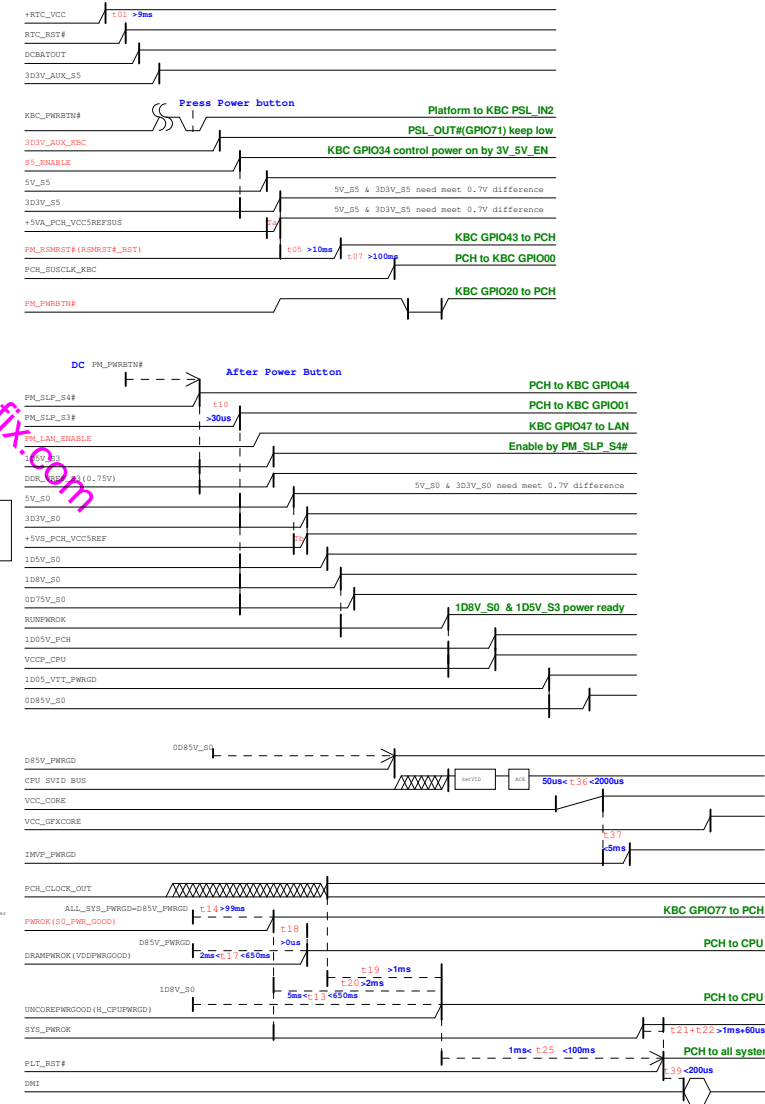 +RTC_VCC
t01 >9ms
RTC_RST#
DCBATOUT
3D3V_AUX_S5
Press Power button
KBC_PWRBTN#
Platform to KBC PSL_IN2
3D3V_AUX_KBC
PSL_OUT#(GPIO71) keep low
S5_ENABLE
KBC GPIO34 control power on by 3V_5V_EN
5V_S5
5V_S5 & 3D3V_S5 need meet 0.7V difference
3D3V_S5
5V_S5 & 3D3V_S5 need meet 0.7V difference
+5VA_PCH_VCC5REFSUS
Ta
PM_RSMRST#(RSMRST#_RST)
t05 >10ms
KBC GPIO43 to PCH
t07 >100ms
PCH to KBC GPIO00
PCH_SUSCLK_KBC
KBC GPIO20 to PCH
PM_PWRBTN#
DC PM_PWRBTN#
After Power Button
PCH to KBC GPIO44
PM_SLP_S4#
t10
PCH to KBC GPIO01
PM_SLP_S3#
>30us
KBC GPIO47 to LAN
PM_LAN_ENABLE
Enable by PM_SLP_S4#
1D5V_S3
fix.com
DDR_VREF_S3(0.75V)
5V_S0 & 3D3V_S0 need meet 0.7V difference
5V_S0
3D3V_S0
+5VS_PCH_VCC5REF
Tb
1D5V_S0
1D8V_S0
0D75V_S0
1D8V_S0 & 1D5V_S3 power ready
RUNPWROK
1D05V_PCH
VCCP_CPU
1D05_VTT_PWRGD
0D85V_S0
0D85V_S0
D85V_PWRGD
CPU SVID BUS
SetVID
ACK
50us< t36 <2000us
VCC_CORE
VCC_GFXCORE
t37
<5ms
IMVP_PWRGD
PCH_CLOCK_OUT
ALL_SYS_PWRGD=D85V_PWRGD
t14 >99ms
KBC GPIO77 to PCH
PWROK(S0_PWR_GOOD)
t18
D85V_PWRGD
>0us
PCH to CPU
DRAMPWROK(VDDPWRGOOD)
2ms< t17 <650ms
t19 >1ms
t20 >2ms
1D8V_S0
5ms< t13 <650ms
PCH to CPU
UNCOREPWRGOOD(H_CPUPWRGD)
SYS_PWROK
t21+t22 >1ms+60us
1ms< t25 <100ms
PCH to all system
PLT_RST#
t39 <200us
DMI